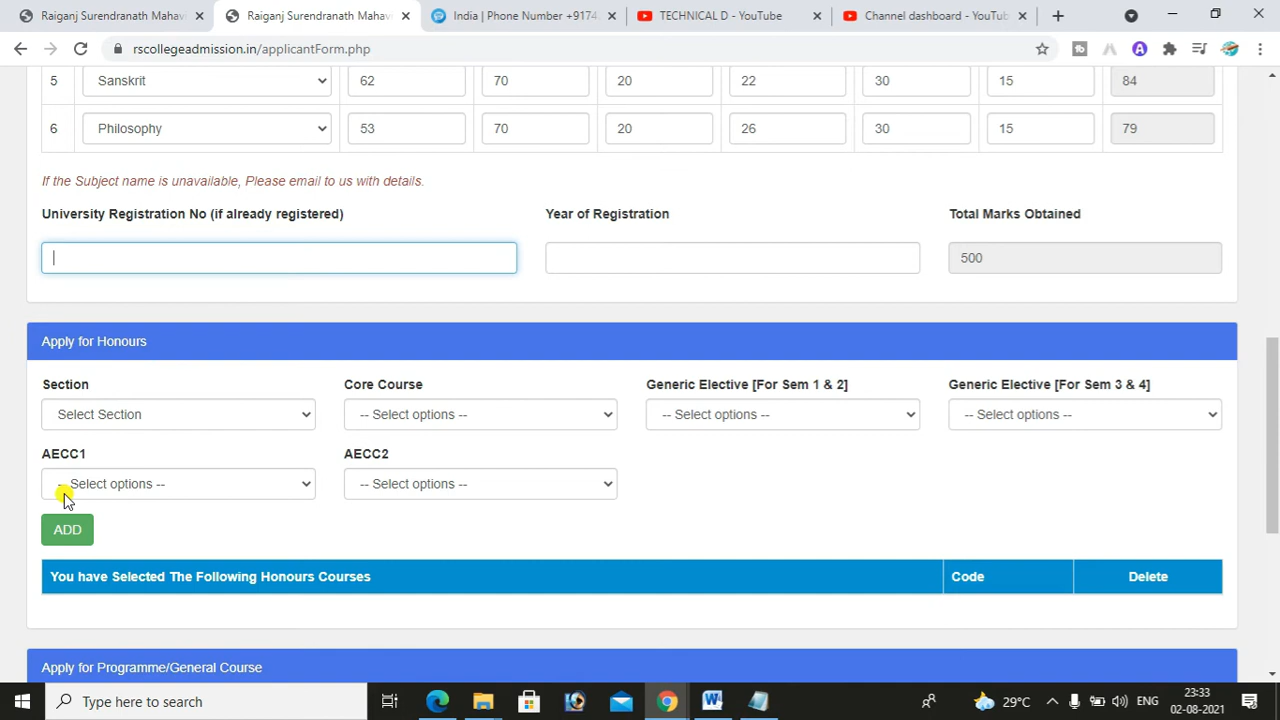 Raiganj Surendranath Mahav
Raiganj Surendranath Mahav
India | Phone Number +9174
TECHNICAL D - YouTube
Channel dashboard - YouTub
rscollegeadmission.in/applicantForm.php
5 Sanskrit 62 70 20 22 30 15 84
6 Philosophy 53 70 20 26 30 15 79
If the Subject name is unavailable, Please email to us with details.
University Registration No (if already registered) Year of Registration Total Marks Obtained
500
Apply for Honours
Section Core Course Generic Elective [For Sem 1 & 2] Generic Elective [For Sem 3 & 4]
Select Section -- Select options -- -- Select options -- -- Select options --
AECC1 AECC2
-- Select options -- -- Select options --
ADD
You have Selected The Following Honours Courses Code Delete
Apply for Programme/General Course
Type here to search
29°C ENG 23:33
02-08-2021